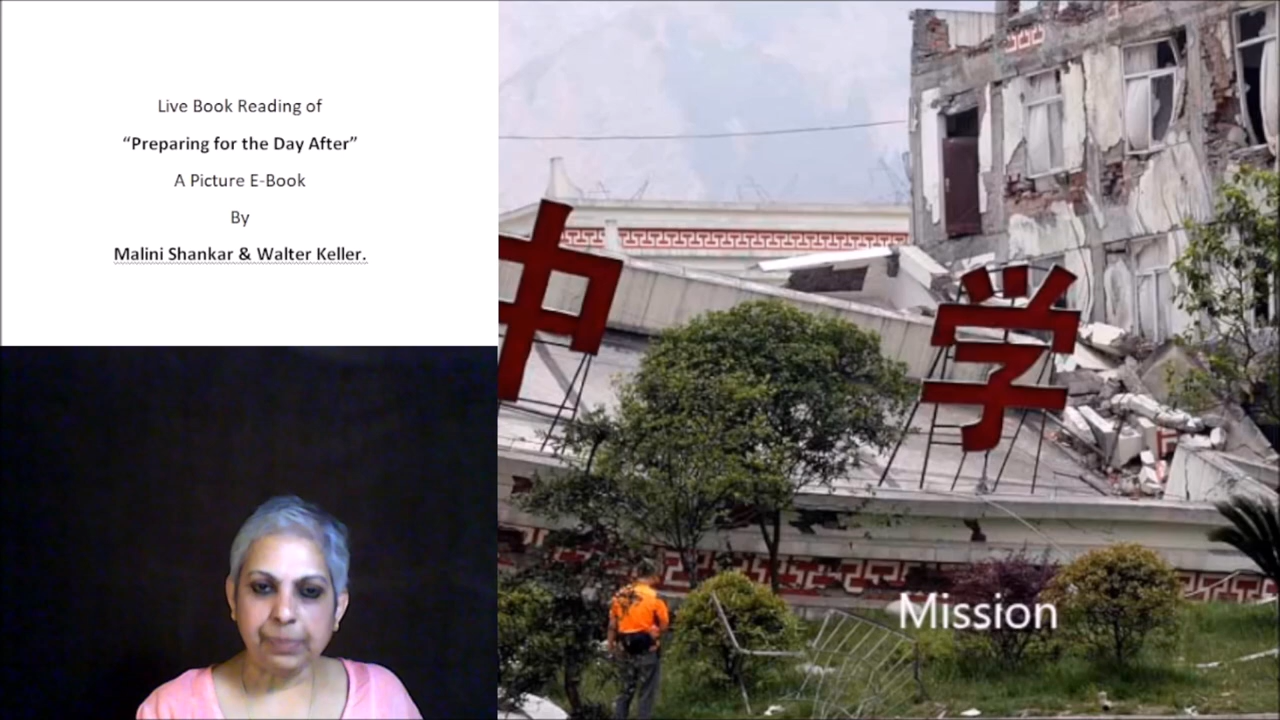 Live Book Reading of
“Preparing for the Day After”
A Picture E-Book
By
Malini Shankar & Walter Keller.
中学
Mission